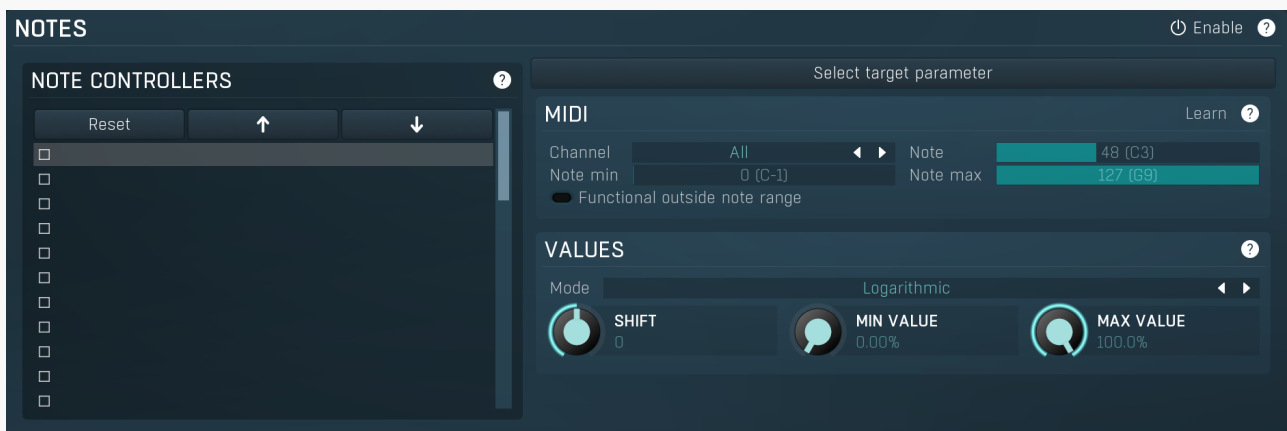 NOTES
Enable ?
NOTE CONTROLLERS ?
Reset
Select target parameter
MIDI
Learn ?
Channel All
Note 48 (C3)
Note min 0 (C-1)
Note max 127 (G9)
Functional outside note range
VALUES ?
Mode Logarithmic
SHIFT
0
MIN VALUE
0.00%
MAX VALUE
100.0%